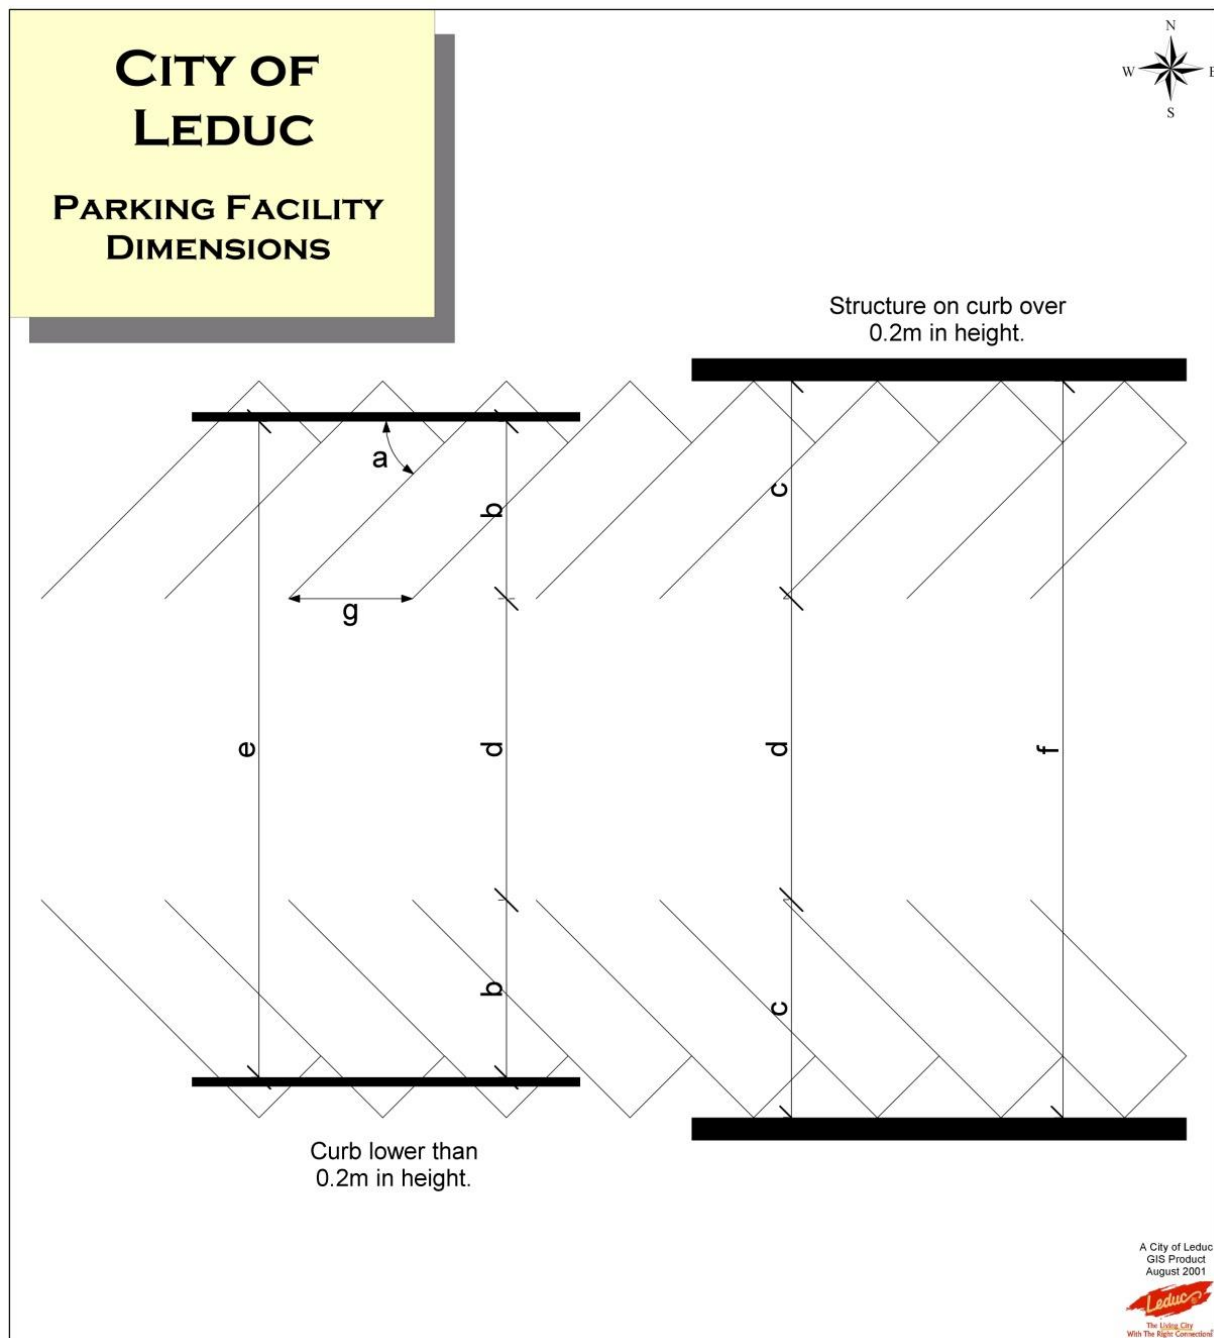 CITY OF
LEDUC
PARKING FACILITY
DIMENSIONS
N
W
E
S
Structure on curb over
0.2m in height.
a
b
c
g
e
d
d
f
b
c
Curb lower than
0.2m in height.
A City of Leduc
GIS Product
August 2001
Leduc
The Living City
With The Right Connections